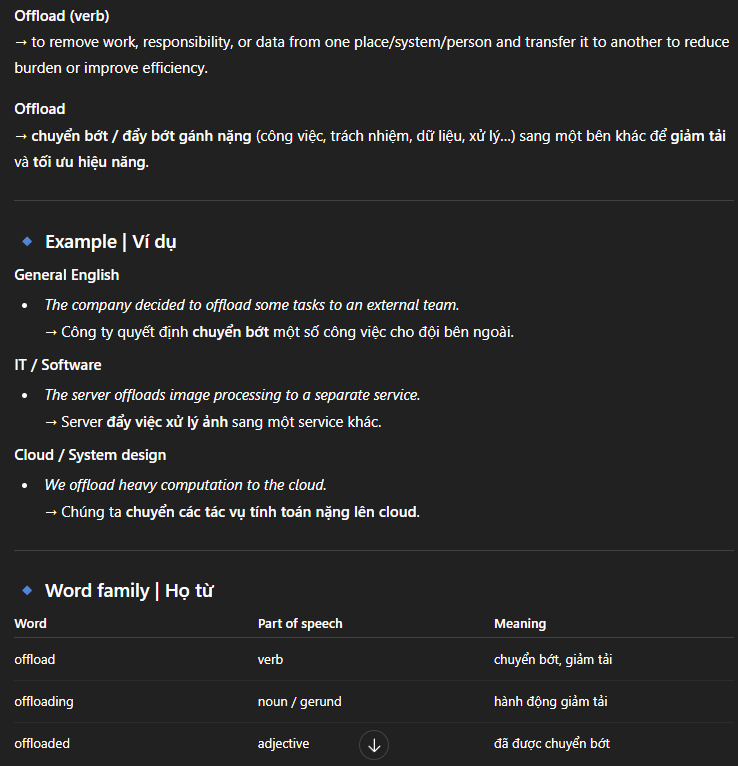 Offload (verb)
→ to remove work, responsibility, or data from one place/system/person and transfer it to another to reduce
burden or improve efficiency.
Offload
→ chuyển bớt / đẩy bớt gánh nặng (công việc, trách nhiệm, dữ liệu, xử lý…) sang một bên khác để giảm tải
và tối ưu hiệu năng.
Example | Ví dụ
General English
The company decided to offload some tasks to an external team.
→ Công ty quyết định chuyển bớt một số công việc cho đội bên ngoài.
IT / Software
The server offloads image processing to a separate service.
→ Server đẩy việc xử lý ảnh sang một service khác.
Cloud / System design
We offload heavy computation to the cloud.
→ Chúng ta chuyển các tác vụ tính toán nặng lên cloud.
Word family | Họ từ
Word Part of speech Meaning
offload verb chuyển bớt, giảm tải
offloading noun / gerund hành động giảm tải
offloaded adjective đã được chuyển bớt